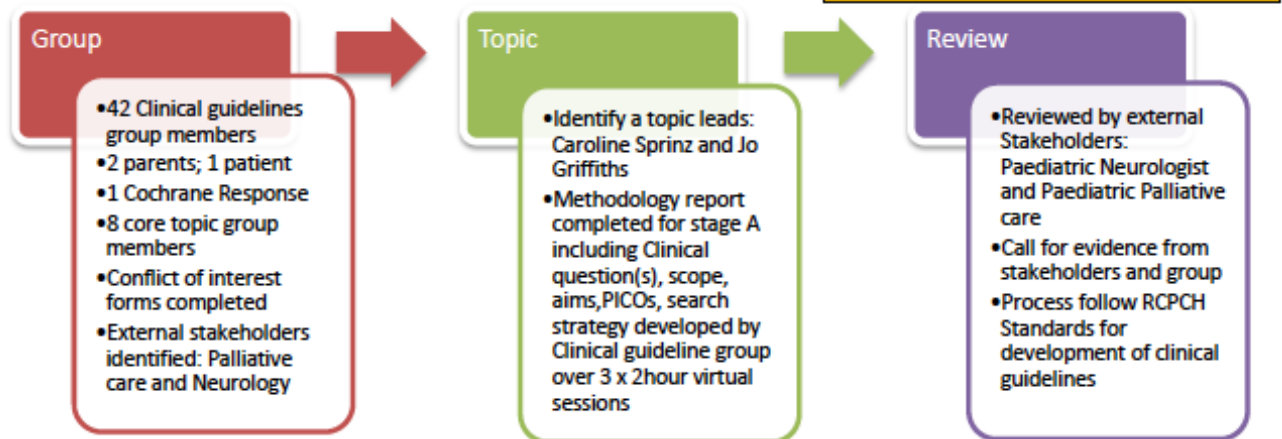 Group
•42 Clinical guidelines
group members
•2 parents; 1 patient
•1 Cochrane Response
•8 core topic group
members
•Conflict of interest
forms completed
•External stakeholders
identified: Palliative
care and Neurology
Topic
•Identify a topic leads:
Caroline Sprinz and Jo
Griffiths
•Methodology report
completed for stage A
including Clinical
question(s), scope,
aims,PICOs, search
strategy developed by
Clinical guideline group
over 3 x 2hour virtual
sessions
Review
•Reviewed by external
Stakeholders:
Paediatric Neurologist
and Paediatric Palliative
care
•Call for evidence from
stakeholders and group
•Process follow RCPCH
Standards for
development of clinical
guidelines